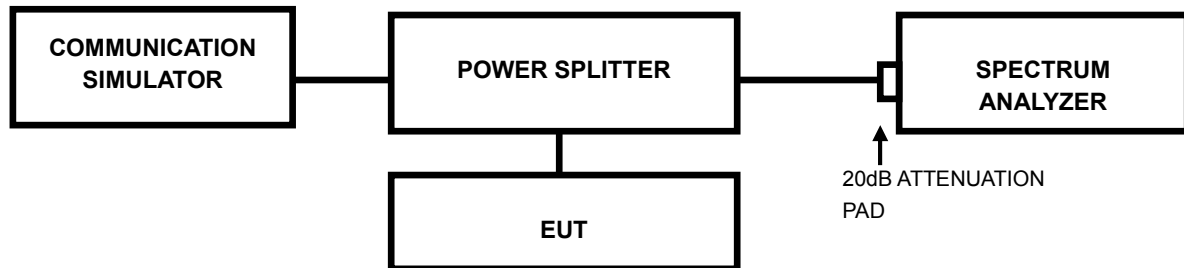 COMMUNICATION
SIMULATOR
POWER SPLITTER
SPECTRUM
ANALYZER
20dB ATTENUATION
PAD
EUT